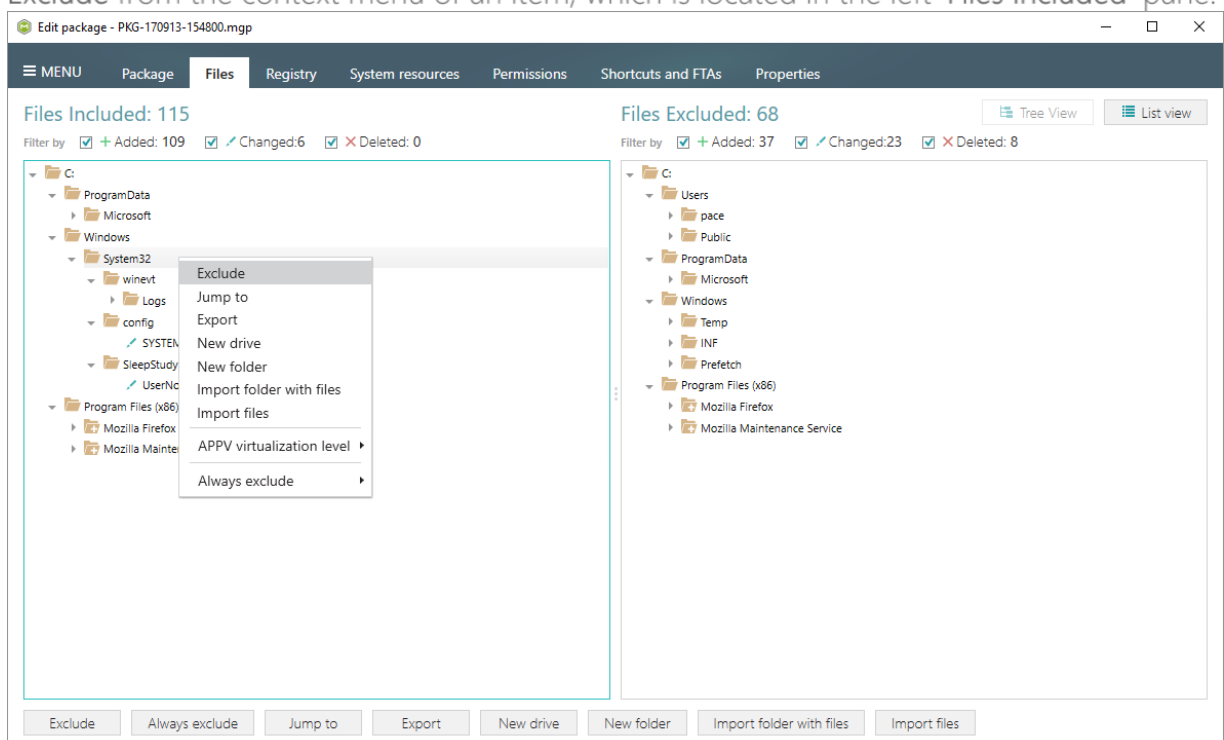 Exclude from the context menu of an item, which is located in the left 'Files Included' pane.
Edit package - PKG-170913-154800.mgp
MENU Package Files Registry System resources Permissions Shortcuts and FTAs Properties
Files Included: 115
Filter by + Added: 109 Changed:6 Deleted: 0
C:
ProgramData
Microsoft
Windows
System32
winevt
Logs
config
SYSTEM
SleepStudy
UserNo
Program Files (x86)
Mozilla Firefox
Mozilla Mainte
Exclude
Jump to
Export
New drive
New folder
Import folder with files
Import files
APPV virtualization level
Always exclude
Files Excluded: 68
Tree View List view
Filter by + Added: 37 Changed:23 Deleted: 8
C:
Users
pace
Public
ProgramData
Microsoft
Windows
Temp
INF
Prefetch
Program Files (x86)
Mozilla Firefox
Mozilla Maintenance Service
Exclude Always exclude Jump to Export New drive New folder Import folder with files Import files